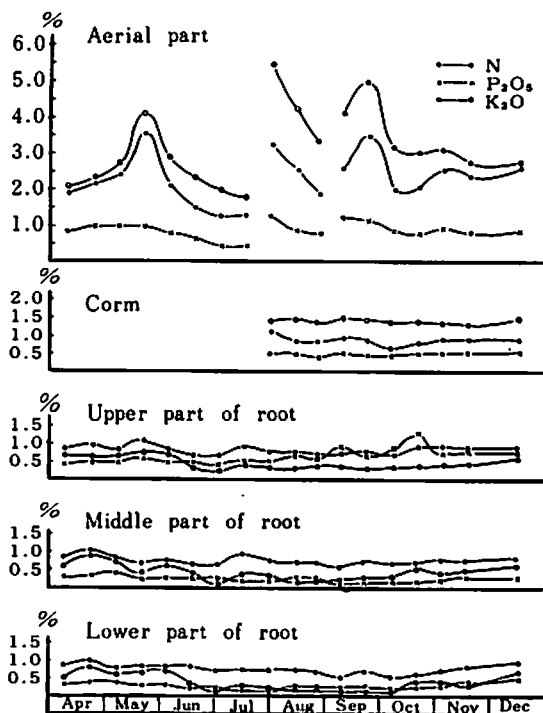 %
Aerial part
6.0
5.0
4.0
3.0
2.0
1.0
N
P₂O₅
K₂O
%
Corm
2.0
1.5
1.0
0.5
%
Upper part of root
1.5
1.0
0.5
%
Middle part of root
1.5
1.0
0.5
%
Lower part of root
1.5
1.0
0.5
Apr May Jun Jul Aug Sep Oct Nov Dec